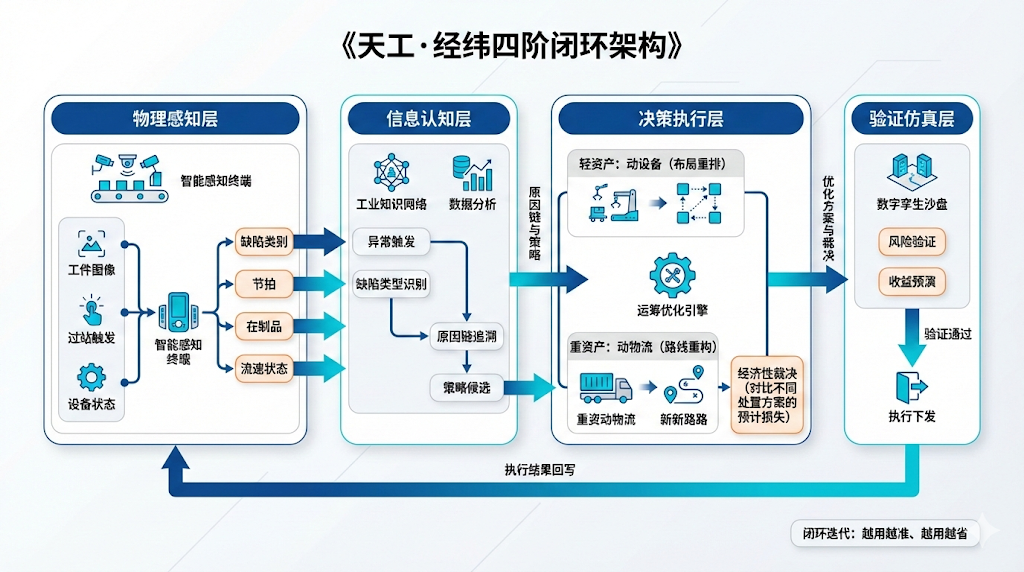 《天工·经纬四阶闭环架构》
物理感知层
智能感知终端
工件图像
过站触发
设备状态
智能感知
终端
缺陷类别
节拍
在制品
流速状态
信息认知层
工业知识网络
数据分析
异常触发
缺陷类型识别
原因链追溯
策略候选
原因链与策略
决策执行层
轻资产：动设备（布局重排）
运筹优化引擎
重资产：动物流（路线重构）
重资动物流
新新路路
经济性裁决
（对比不同
处置方案的
预计损失）
优化方案与裁决
验证仿真层
数字孪生沙盘
风险验证
收益预演
验证通过
执行下发
执行结果回写
闭环迭代：越用越准、越用越省